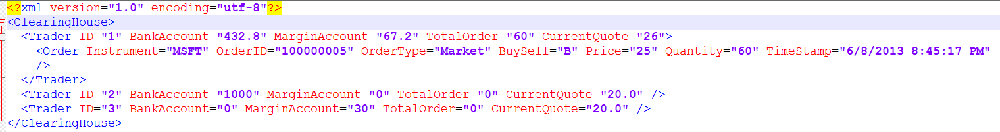 <?xml version="1.0" encoding="utf-8"?>
<ClearingHouse>
<Trader ID="1" BankAccount="432.8" MarginAccount="67.2" TotalOrder="60" CurrentQuote="26">
<Order Instrument="MSFT" OrderID="100000005" OrderType="Market" BuySell="B" Price="25" Quantity="60" TimeStamp="6/8/2013 8:45:17 PM"
/>
</Trader>
<Trader ID="2" BankAccount="1000" MarginAccount="0" TotalOrder="0" CurrentQuote="20.0" />
<Trader ID="3" BankAccount="0" MarginAccount="30" TotalOrder="0" CurrentQuote="20.0" />
</ClearingHouse>